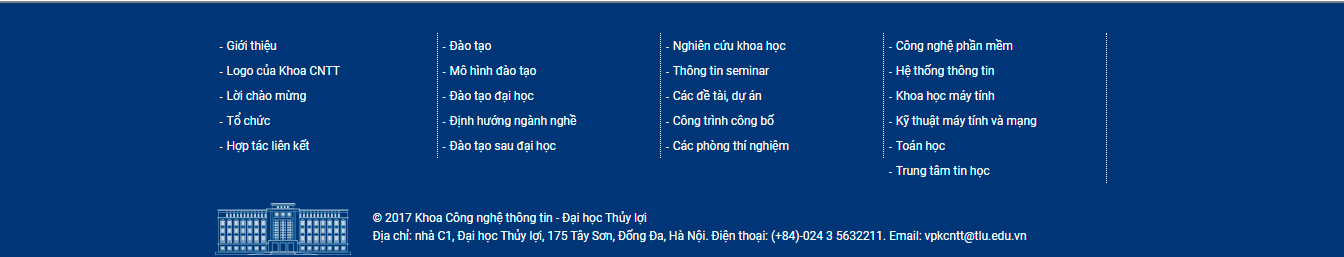 - Giới thiệu
- Logo của Khoa CNTT
- Lời chào mừng
- Tổ chức
- Hợp tác liên kết
- Đào tạo
- Mô hình đào tạo
- Đào tạo đại học
- Định hướng ngành nghề
- Đào tạo sau đại học
- Nghiên cứu khoa học
- Thông tin seminar
- Các đề tài, dự án
- Công trình công bố
- Các phòng thí nghiệm
- Công nghệ phần mềm
- Hệ thống thông tin
- Khoa học máy tính
- Kỹ thuật máy tính và mạng
- Toán học
- Trung tâm tin học
© 2017 Khoa Công nghệ thông tin - Đại học Thủy lợi
Địa chỉ: nhà C1, Đại học Thủy lợi, 175 Tây Sơn, Đống Đa, Hà Nội. Điện thoại: (+84)-024 3 5632211. Email: vpkcntt@tlu.edu.vn